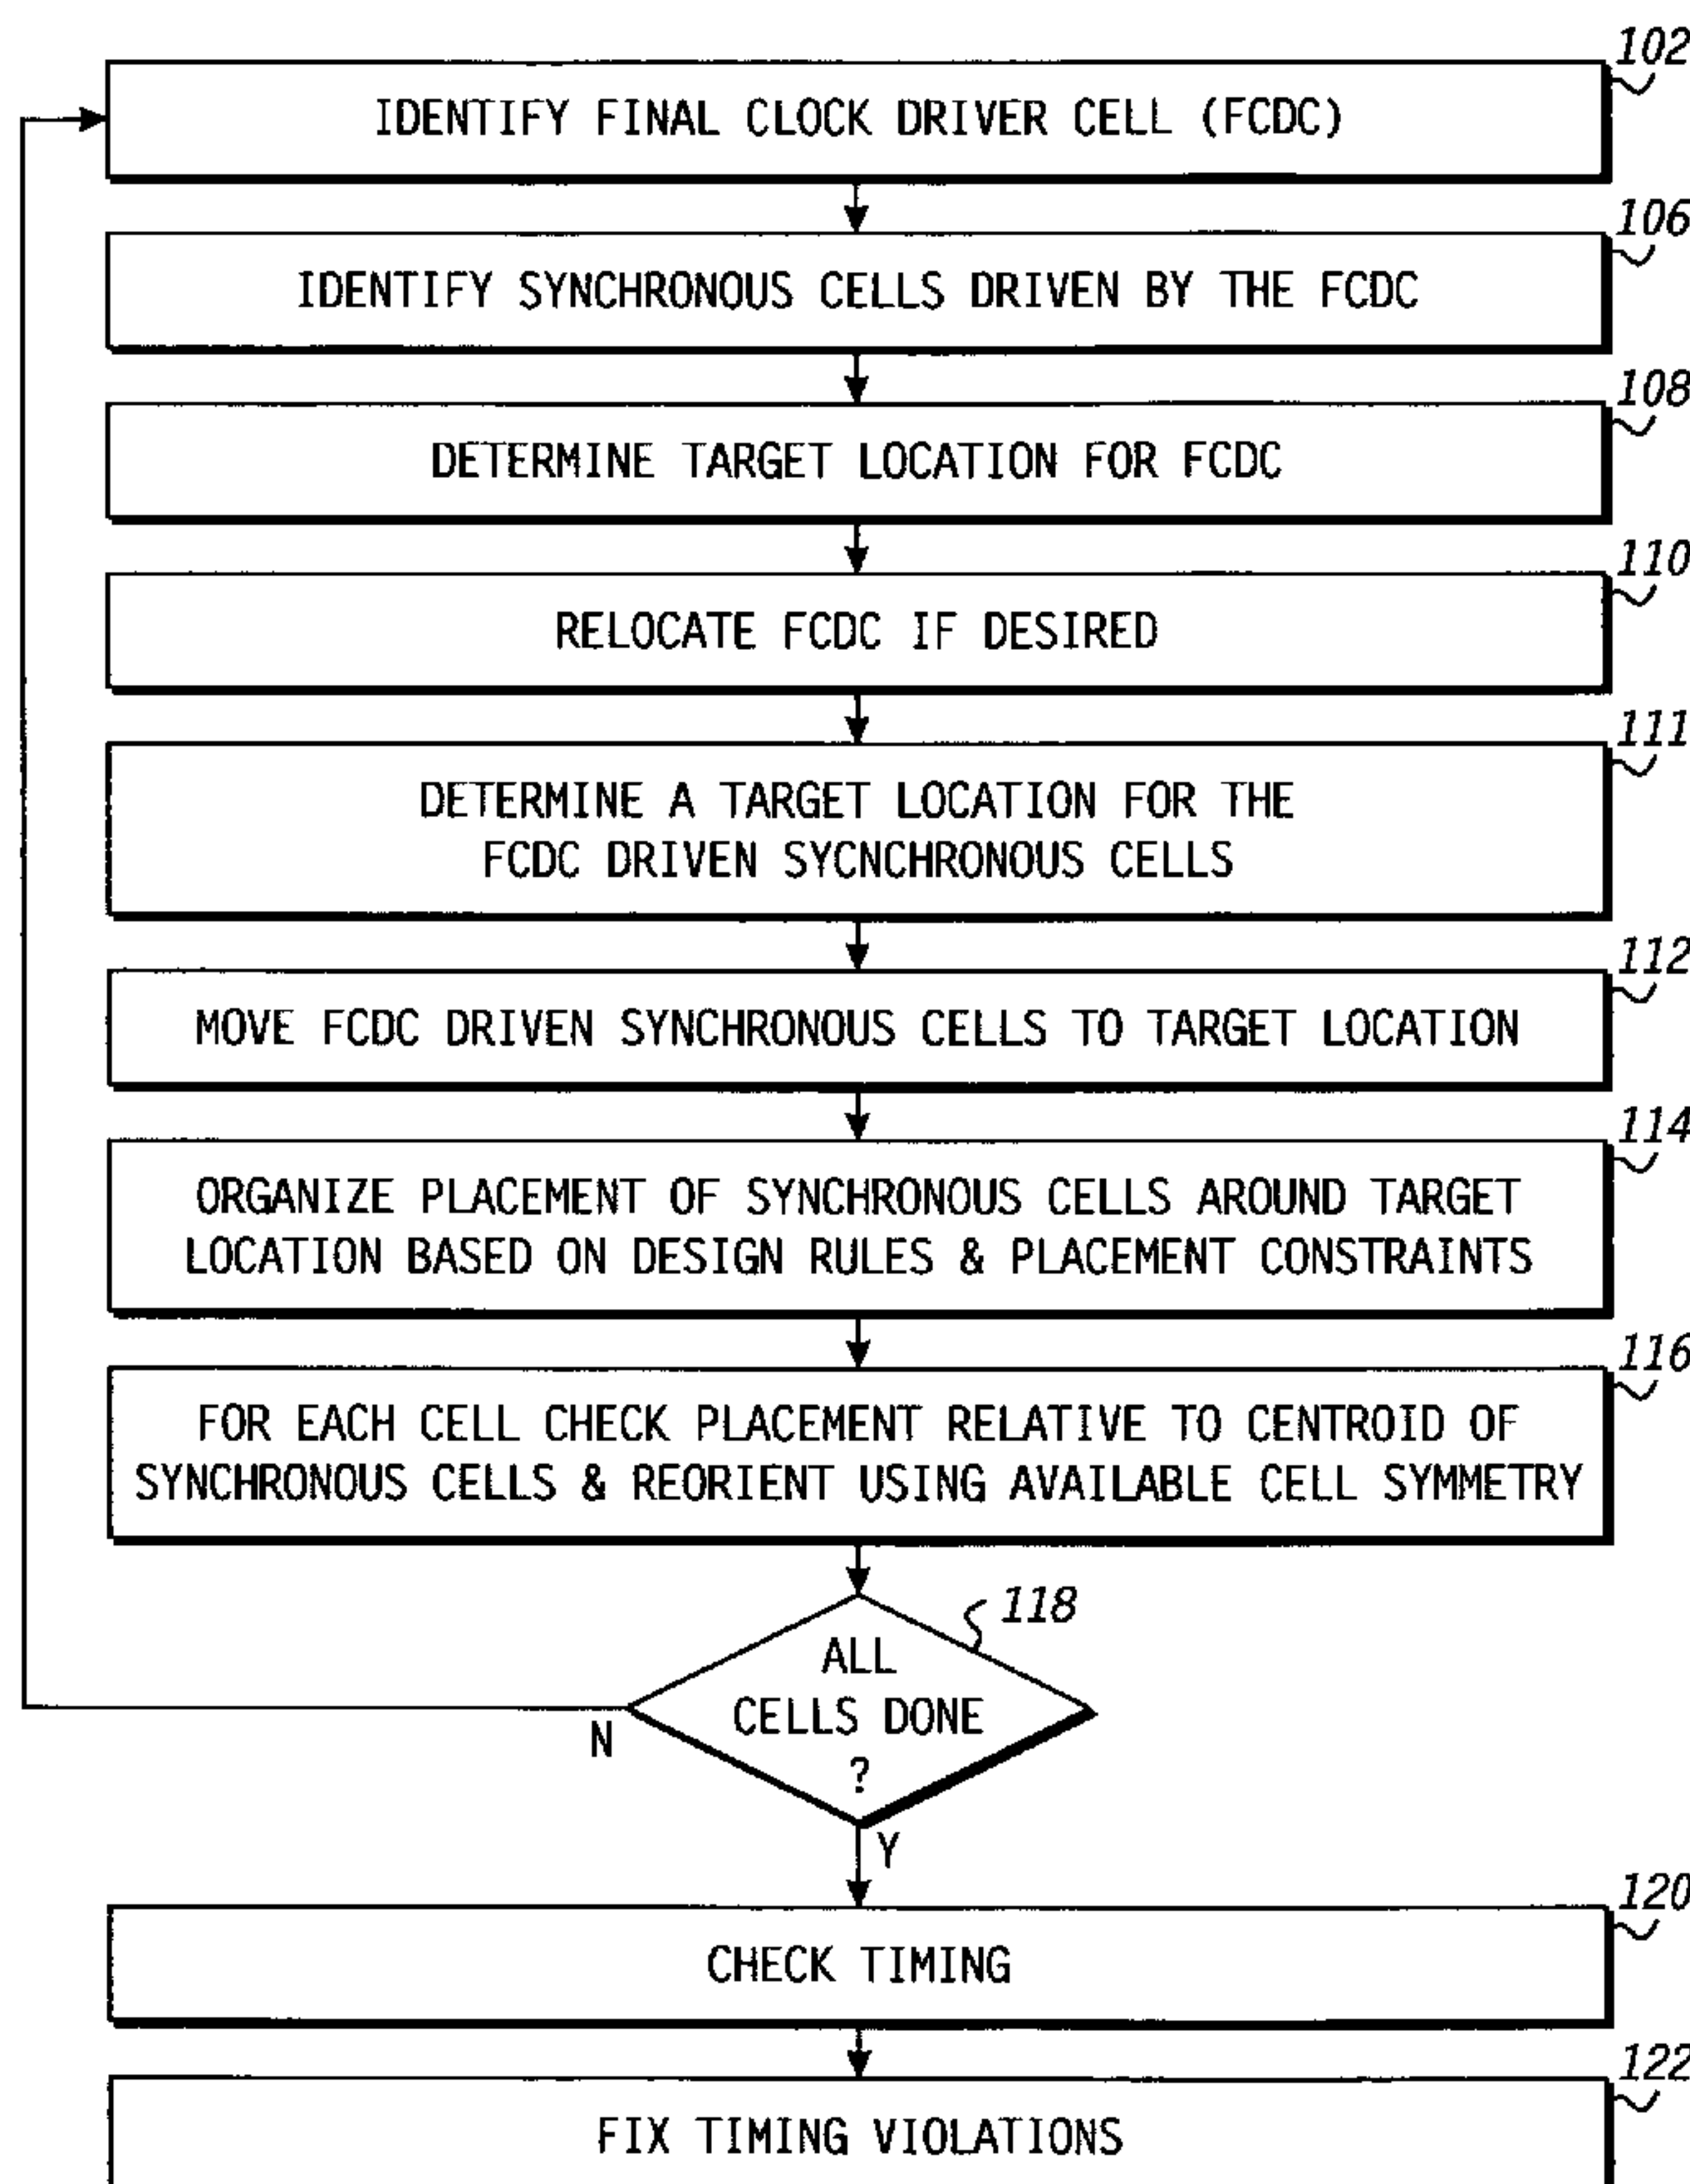 102
IDENTIFY FINAL CLOCK DRIVER CELL (FCDC)
106
IDENTIFY SYNCHRONOUS CELLS DRIVEN BY THE FCDC
108
DETERMINE TARGET LOCATION FOR FCDC
110
RELOCATE FCDC IF DESIRED
111
DETERMINE A TARGET LOCATION FOR THE
FCDC DRIVEN SYCNCHRONOUS CELLS
112
MOVE FCDC DRIVEN SYNCHRONOUS CELLS TO TARGET LOCATION
114
ORGANIZE PLACEMENT OF SYNCHRONOUS CELLS AROUND TARGET
LOCATION BASED ON DESIGN RULES & PLACEMENT CONSTRAINTS
116
FOR EACH CELL CHECK PLACEMENT RELATIVE TO CENTROID OF
SYNCHRONOUS CELLS & REORIENT USING AVAILABLE CELL SYMMETRY
118
ALL
CELLS DONE
?
N
Y
120
CHECK TIMING
122
FIX TIMING VIOLATIONS